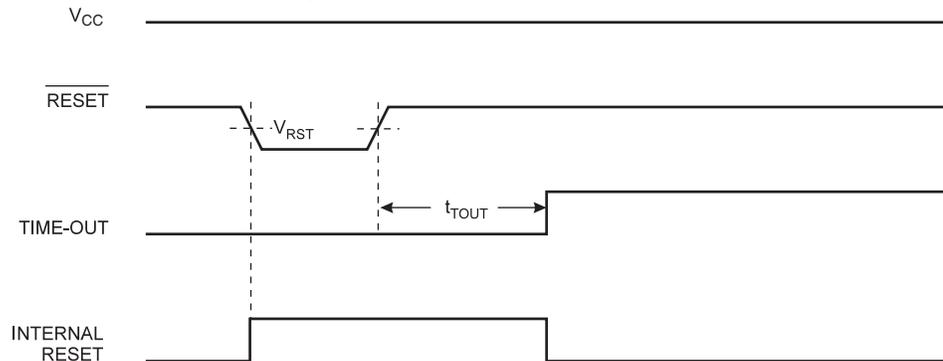 VCC
RESET
VRST
tTOUT
TIME-OUT
INTERNAL
RESET